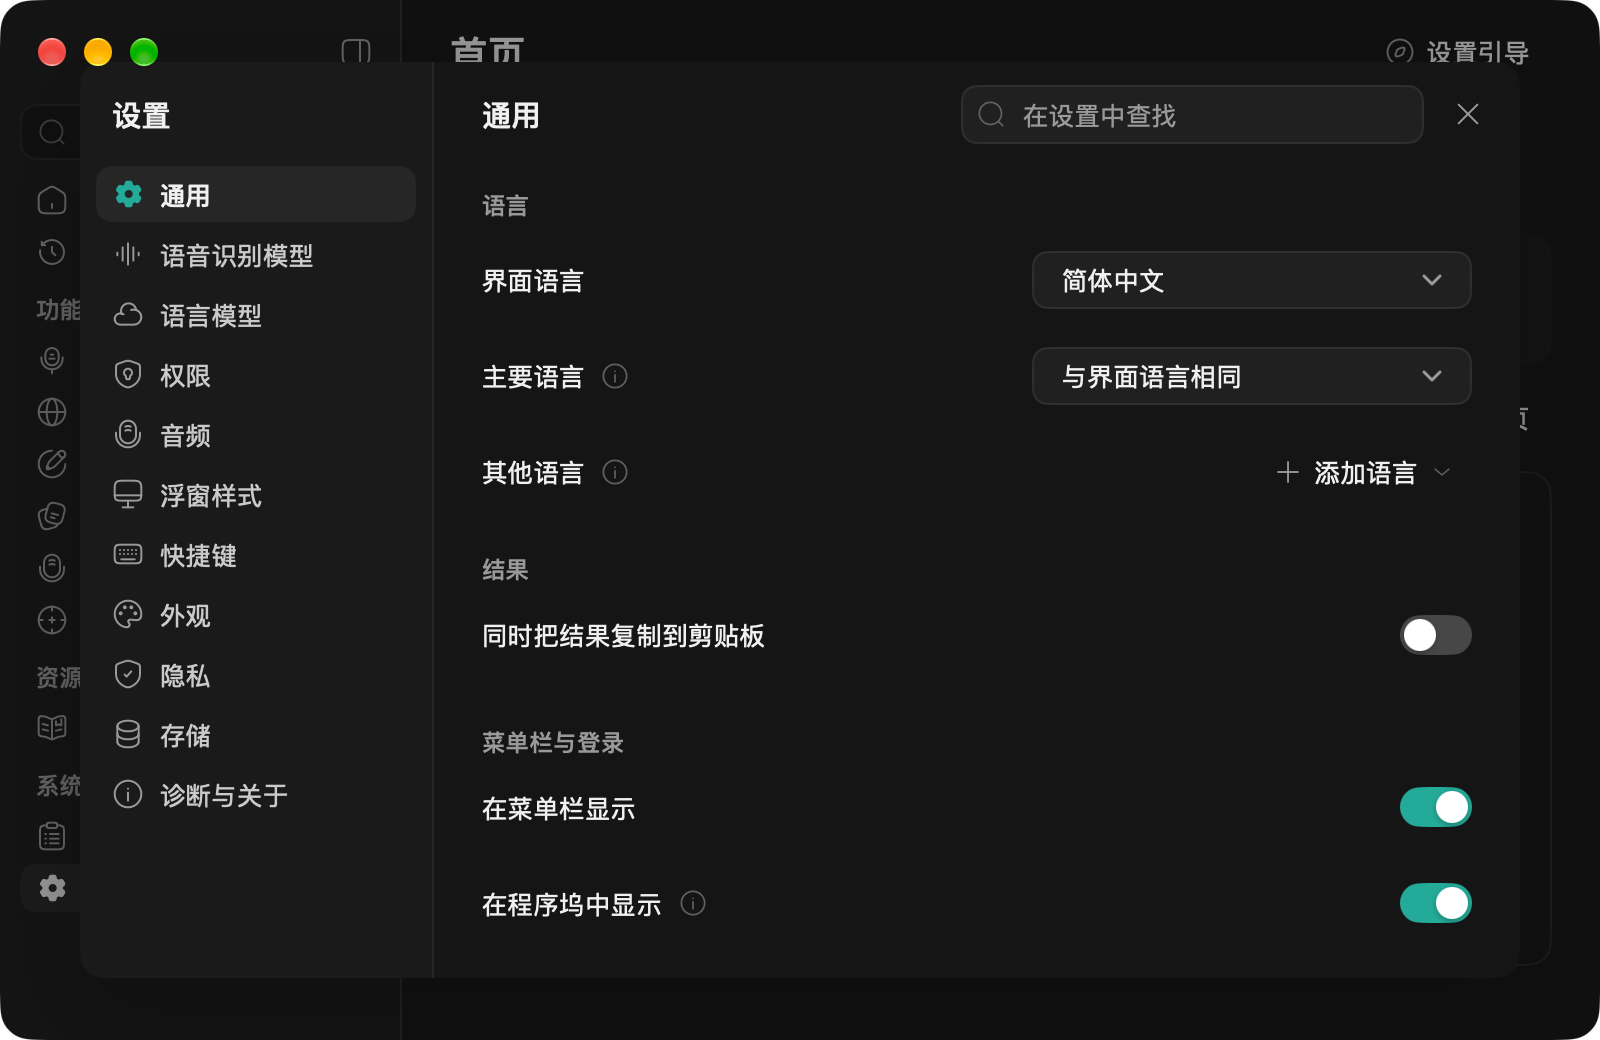 首页
设置引导
功能
资源
系统
设置
通用
语音识别模型
语言模型
权限
音频
浮窗样式
快捷键
外观
隐私
存储
诊断与关于
通用
在设置中查找
语言
界面语言
简体中文
主要语言
与界面语言相同
其他语言
添加语言
结果
同时把结果复制到剪贴板
菜单栏与登录
在菜单栏显示
在程序坞中显示